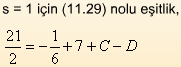 s = 1 için (11.29) nolu eşitlik,
21/2 = -1/6 + 7 + C - D